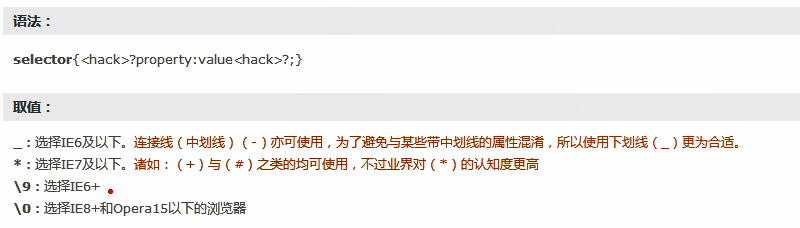 语法：
selector{<hack>?property:value<hack>?;}
取值：
_：选择IE6及以下。连接线（中划线）（-）亦可使用，为了避免与某些带中划线的属性混淆，所以使用下划线（_）更为合适。
*：选择IE7及以下。诸如：（+）与（#）之类的均可使用，不过业界对（*）的认知度更高
\9：选择IE6+
\0：选择IE8+和Opera15以下的浏览器